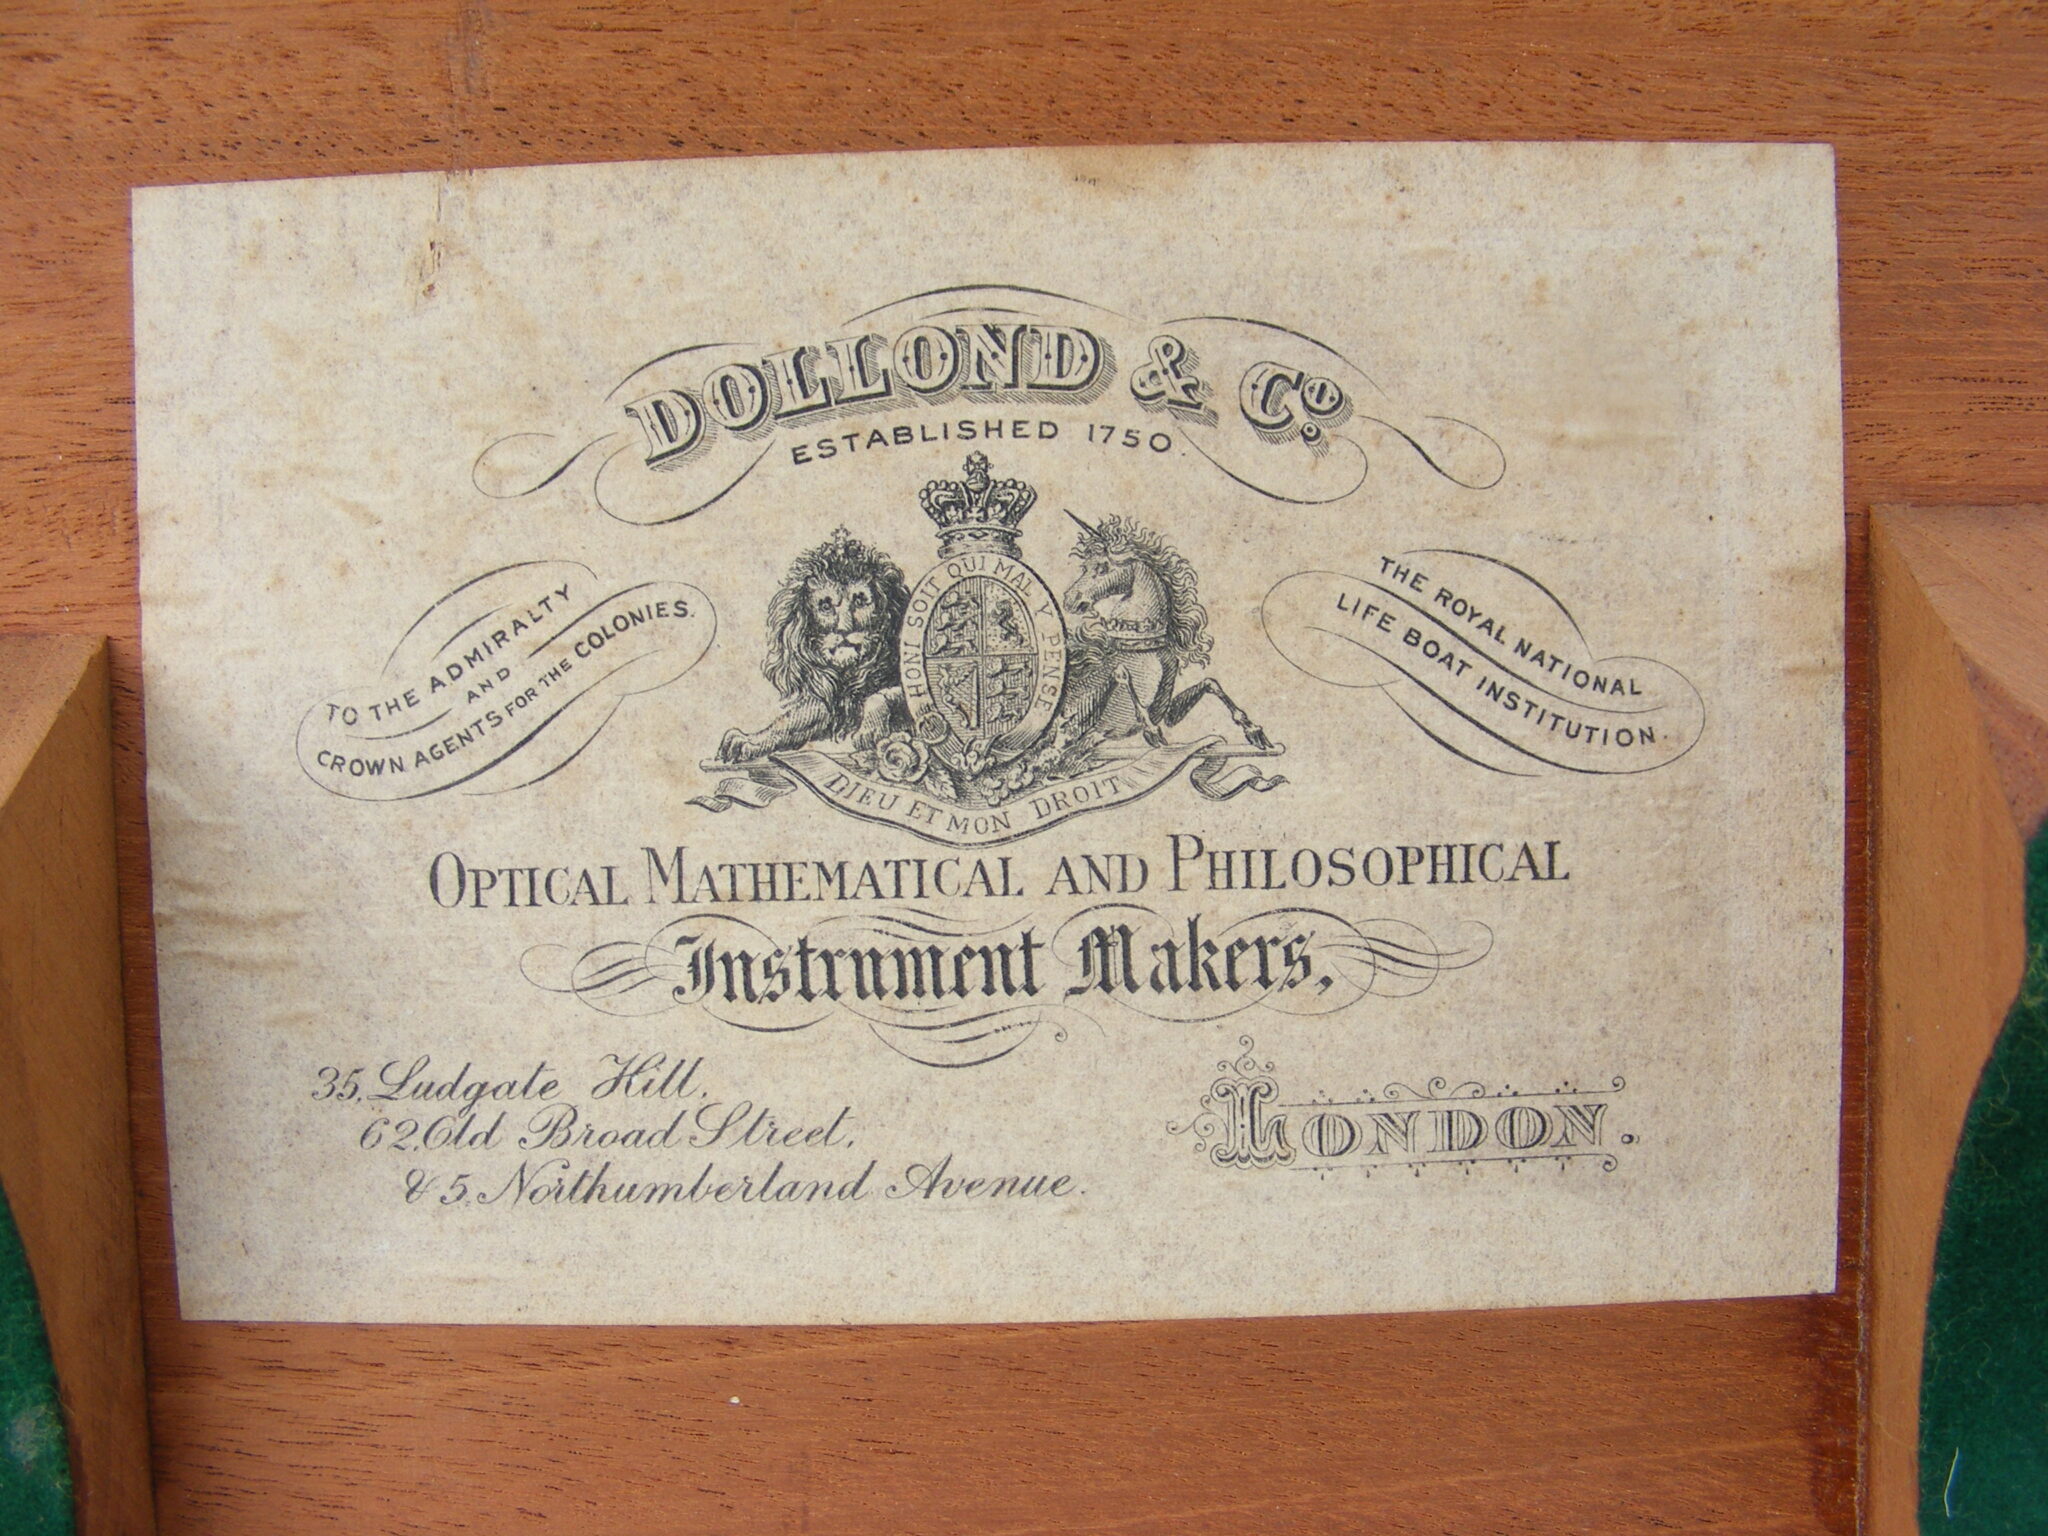 DOLLOND & Co.
ESTABLISHED 1750.
TO THE ADMIRALTY
AND
CROWN AGENTS FOR THE COLONIES.
HONI SOIT QUI MAL Y PENSE
THE ROYAL NATIONAL
LIFE BOAT INSTITUTION.
DIEU ET MON DROIT
OPTICAL MATHEMATICAL AND PHILOSOPHICAL
Instrument Makers,
35, Ludgate Hill,
62, Old Broad Street,
& 5, Northumberland Avenue.
LONDON.